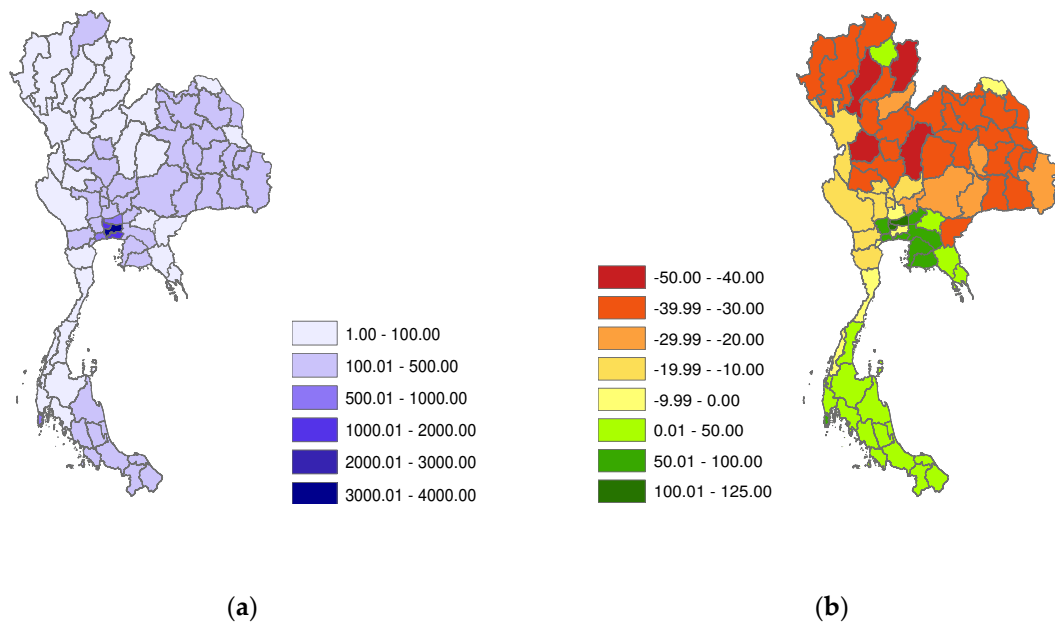 1.00 - 100.00
100.01 - 500.00
500.01 - 1000.00
1000.01 - 2000.00
2000.01 - 3000.00
3000.01 - 4000.00
-50.00 - -40.00
-39.99 - -30.00
-29.99 - -20.00
-19.99 - -10.00
-9.99 - 0.00
0.01 - 50.00
50.01 - 100.00
100.01 - 125.00
(a)
(b)